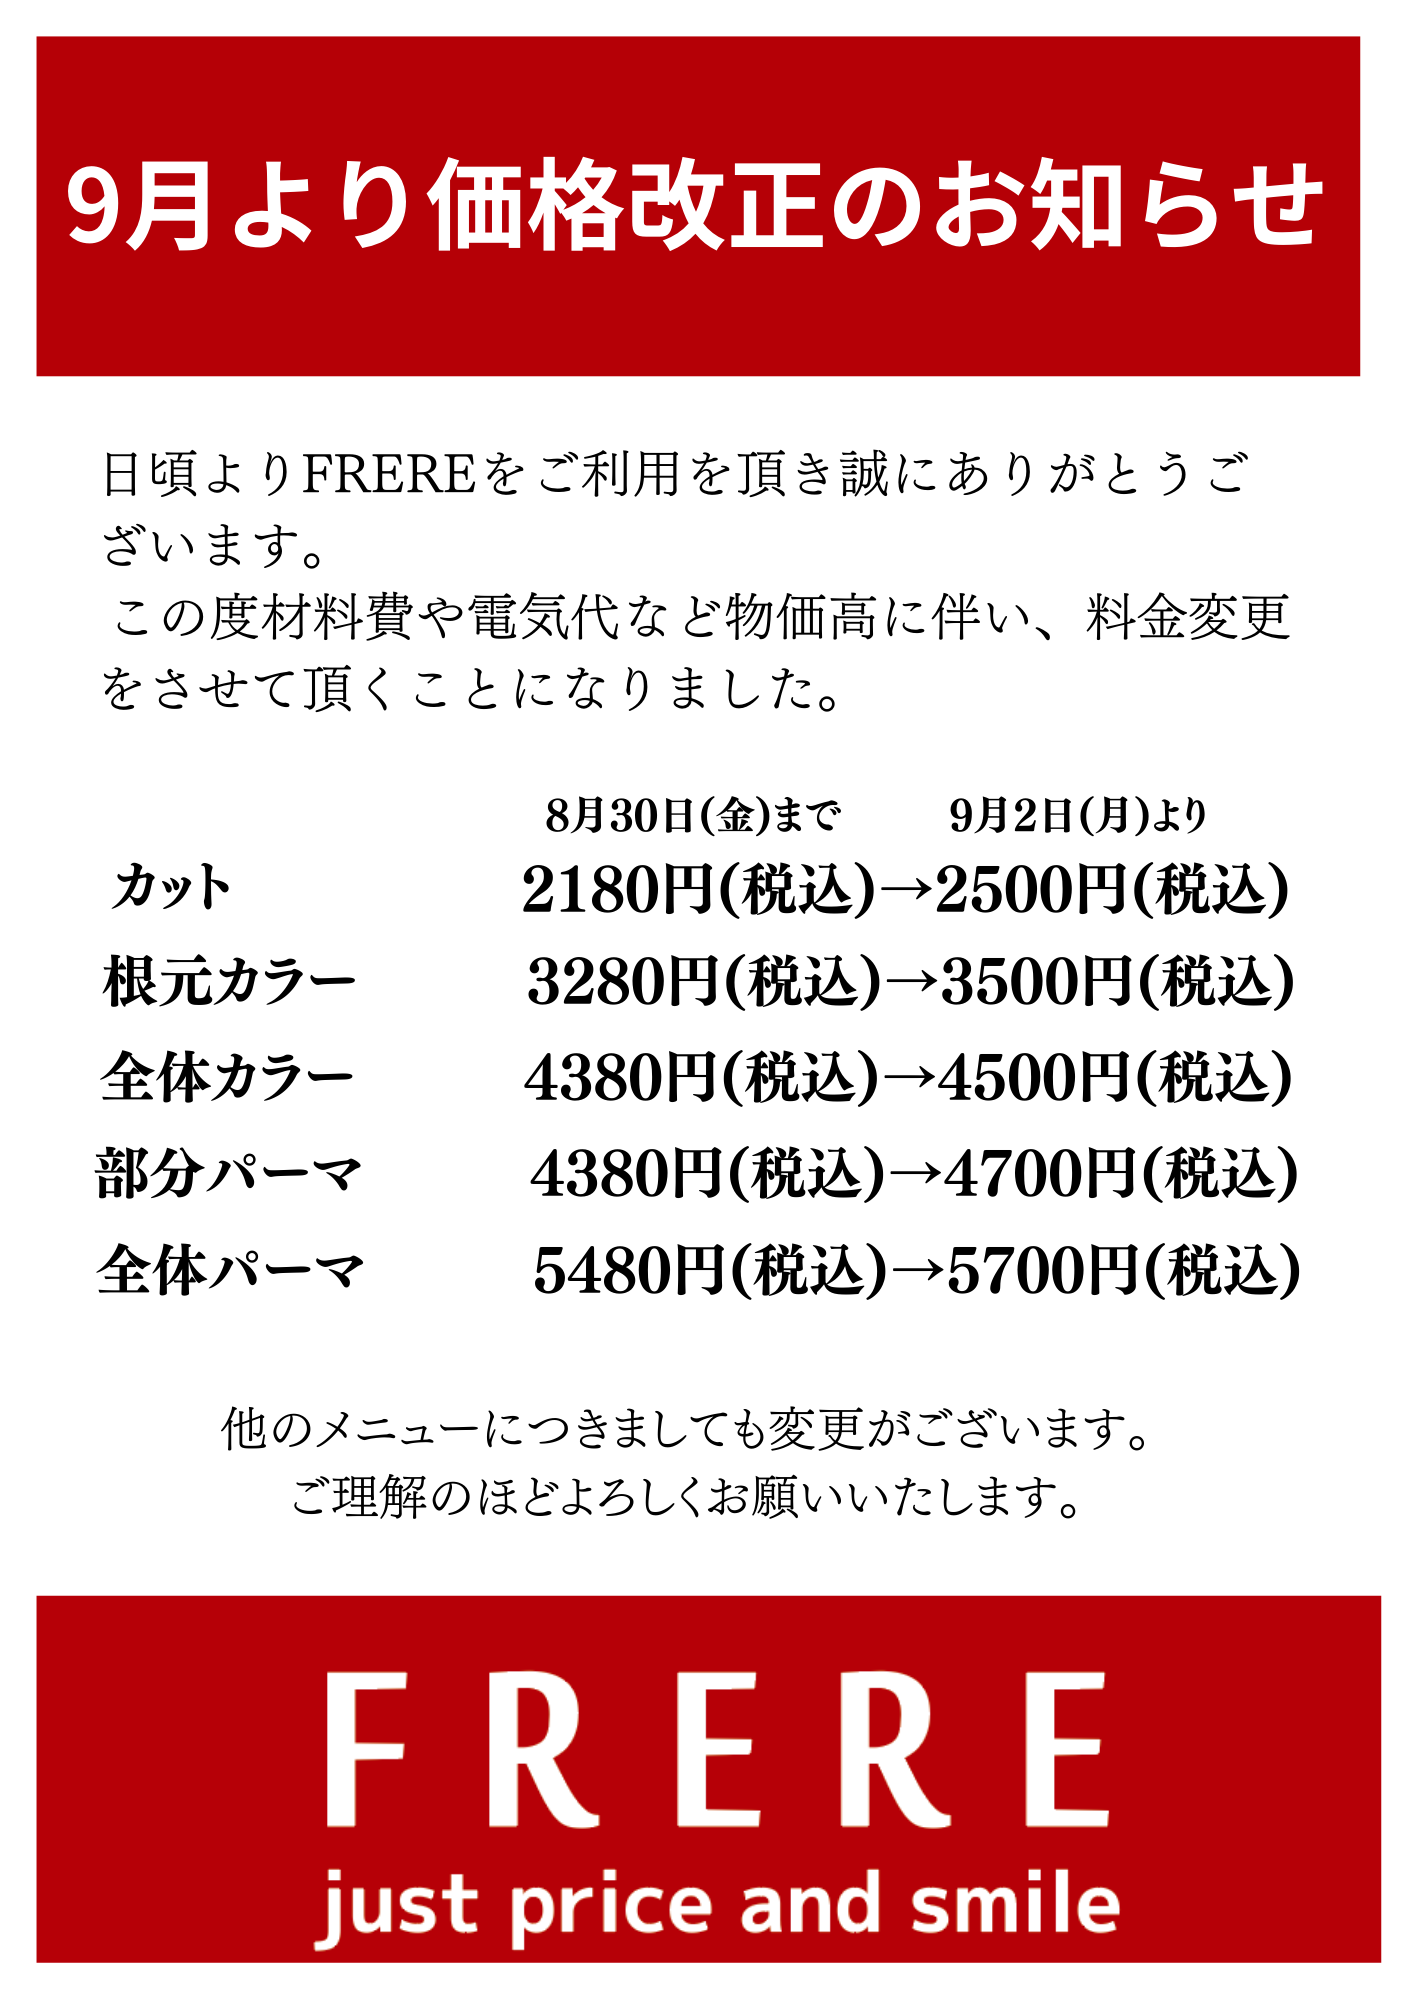 9月より価格改正のお知らせ
日頃よりFREREをご利用を頂き誠にありがとうご
ざいます。
この度材料費や電気代など物価高に伴い、料金変更
をさせて頂くことになりました。
8月30日(金)まで 9月2日(月)より
カット 2180円(税込)→2500円(税込)
根元カラー 3280円(税込)→3500円(税込)
全体カラー 4380円(税込)→4500円(税込)
部分パーマ 4380円(税込)→4700円(税込)
全体パーマ 5480円(税込)→5700円(税込)
他のメニューにつきましても変更がございます。
ご理解のほどよろしくお願いいたします。
FRERE
just price and smile